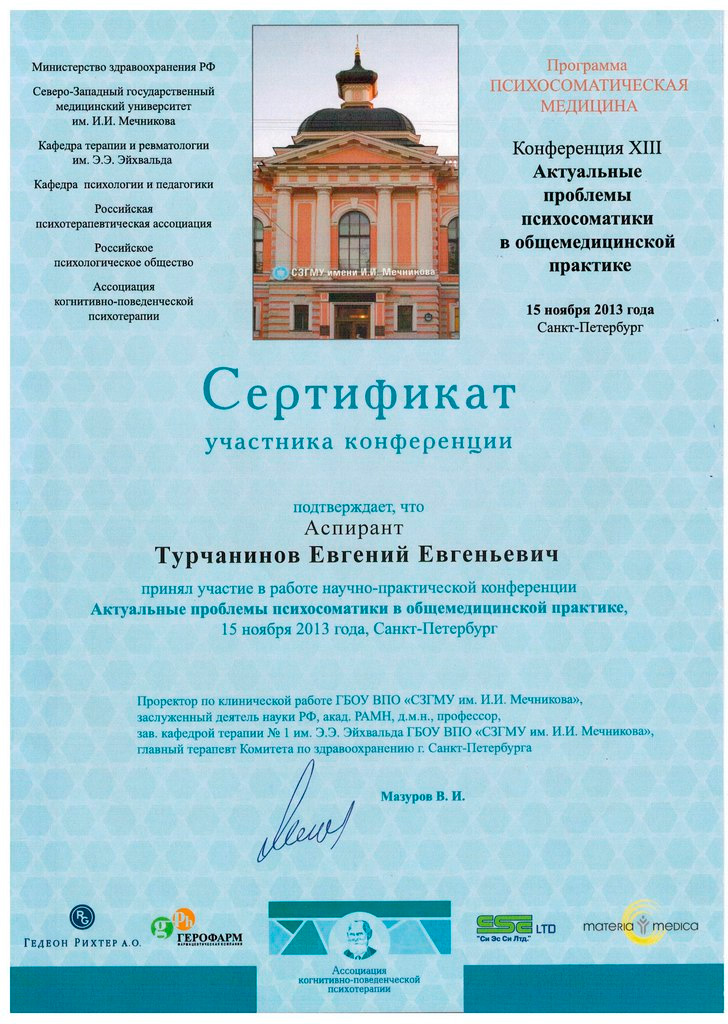 Министерство здравоохранения РФ
Северо-Западный государственный
медицинский университет
им. И.И. Мечникова
Кафедра терапии и ревматологии
им. Э.Э. Эйхвальда
Кафедра психологии и педагогики
Российская
психотерапевтическая ассоциация
Российское
психологическое общество
Ассоциация
когнитивно-поведенческой
психотерапии
СЗГМУ имени И.И. Мечникова
Программа
ПСИХОСОМАТИЧЕСКАЯ
МЕДИЦИНА
Конференция XIII
Актуальные
проблемы
психосоматики
в общемедицинской
практике
15 ноября 2013 года
Санкт-Петербург
Сертификат
участника конференции
подтверждает, что
Аспирант
Турчанинов Евгений Евгеньевич
принял участие в работе научно-практической конференции
Актуальные проблемы психосоматики в общемедицинской практике,
15 ноября 2013 года, Санкт-Петербург
Проректор по клинической работе ГБОУ ВПО «СЗГМУ им. И.И. Мечникова»,
заслуженный деятель науки РФ, акад. РАМН, д.м.н., профессор,
зав. кафедрой терапии № 1 им. Э.Э. Эйхвальда ГБОУ ВПО «СЗГМУ им. И.И. Мечникова»,
главный терапевт Комитета по здравоохранению г. Санкт-Петербурга
Мазуров В. И.
RG
ГЕДЕОН РИХТЕР А.О.
g Ph
ГЕРОФАРМ
ФАРМАЦЕВТИЧЕСКАЯ КОМПАНИЯ
Ассоциация
когнитивно-поведенческой
психотерапии
CSC LTD
"Си Эс Си Лтд."
materia medica